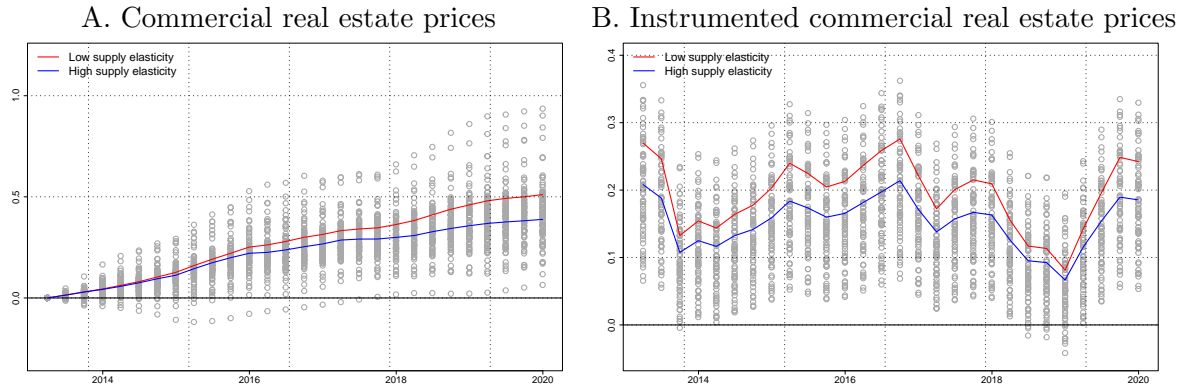 A. Commercial real estate prices
Low supply elasticity
High supply elasticity
1.0
0.5
0.0
2014
2016
2018
2020
B. Instrumented commercial real estate prices
Low supply elasticity
High supply elasticity
0.4
0.3
0.2
0.1
0.0
2014
2016
2018
2020